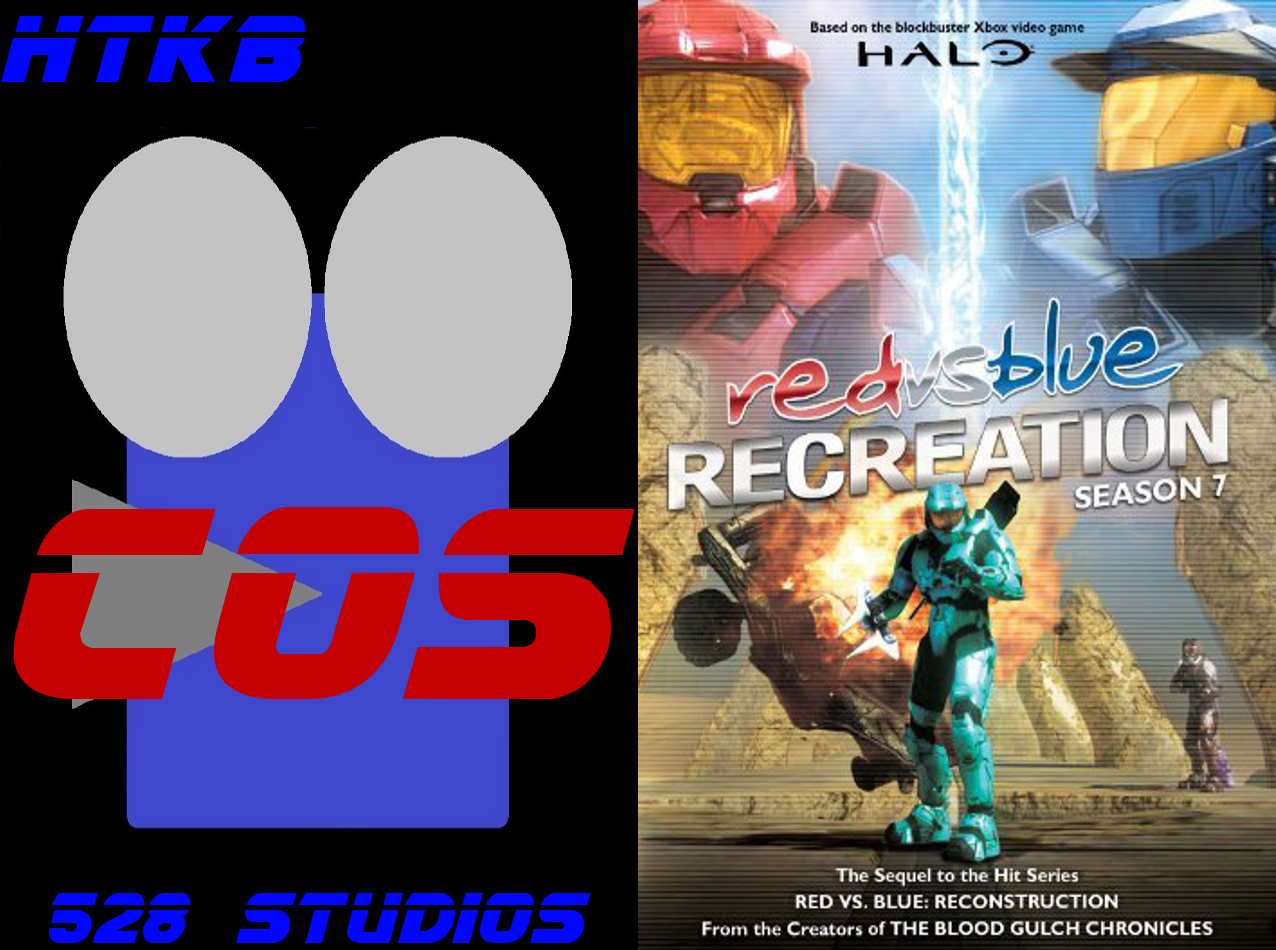 HTKB
COS
528 STUDIOS
Based on the blockbuster Xbox video game
HALO
red vs blue
RECREATION
SEASON 7
The Sequel to the Hit Series
RED VS. BLUE: RECONSTRUCTION
From the Creators of THE BLOOD GULCH CHRONICLES